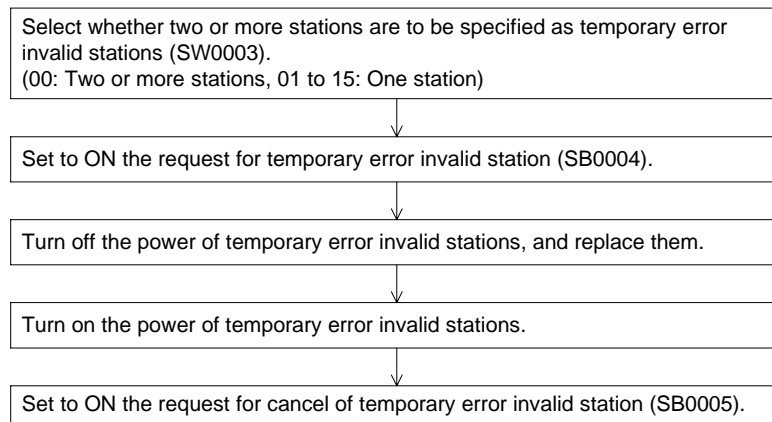 Select whether two or more stations are to be specified as temporary error
invalid stations (SW0003).
(00: Two or more stations, 01 to 15: One station)
Set to ON the request for temporary error invalid station (SB0004).
Turn off the power of temporary error invalid stations, and replace them.
Turn on the power of temporary error invalid stations.
Set to ON the request for cancel of temporary error invalid station (SB0005).